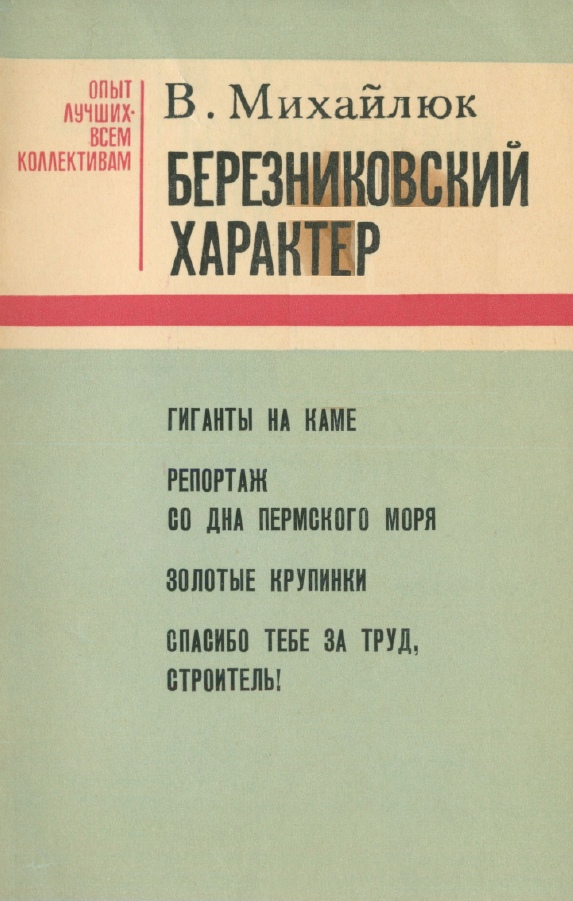 ОПЫТ
ЛУЧШИХ-
ВСЕМ
КОЛЛЕКТИВАМ
В. Михайлюк
БЕРЕЗНИКОВСКИЙ
ХАРАКТЕР
ГИГАНТЫ НА КАМЕ
РЕПОРТАЖ
СО ДНА ПЕРМСКОГО МОРЯ
ЗОЛОТЫЕ КРУПИНКИ
СПАСИБО ТЕБЕ ЗА ТРУД,
СТРОИТЕЛЬ!